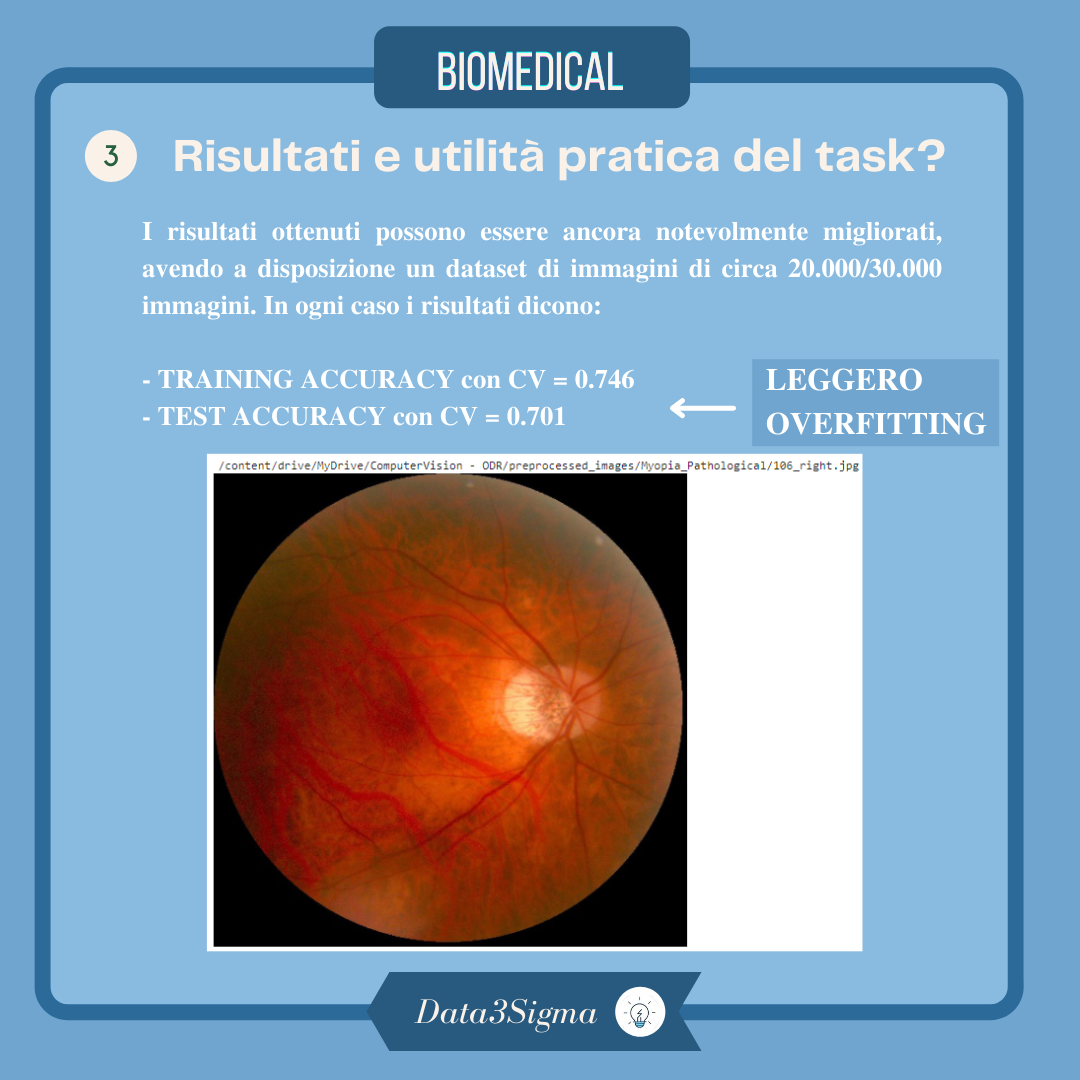 BIOMEDICAL
3
Risultati e utilità pratica del task?
I risultati ottenuti possono essere ancora notevolmente migliorati,
avendo a disposizione un dataset di immagini di circa 20.000/30.000
immagini. In ogni caso i risultati dicono:
- TRAINING ACCURACY con CV = 0.746
- TEST ACCURACY con CV = 0.701
LEGGERO
OVERFITTING
/content/drive/MyDrive/ComputerVision - ODR/preprocessed_images/Myopia_Pathological/106_right.jpg
Data3Sigma